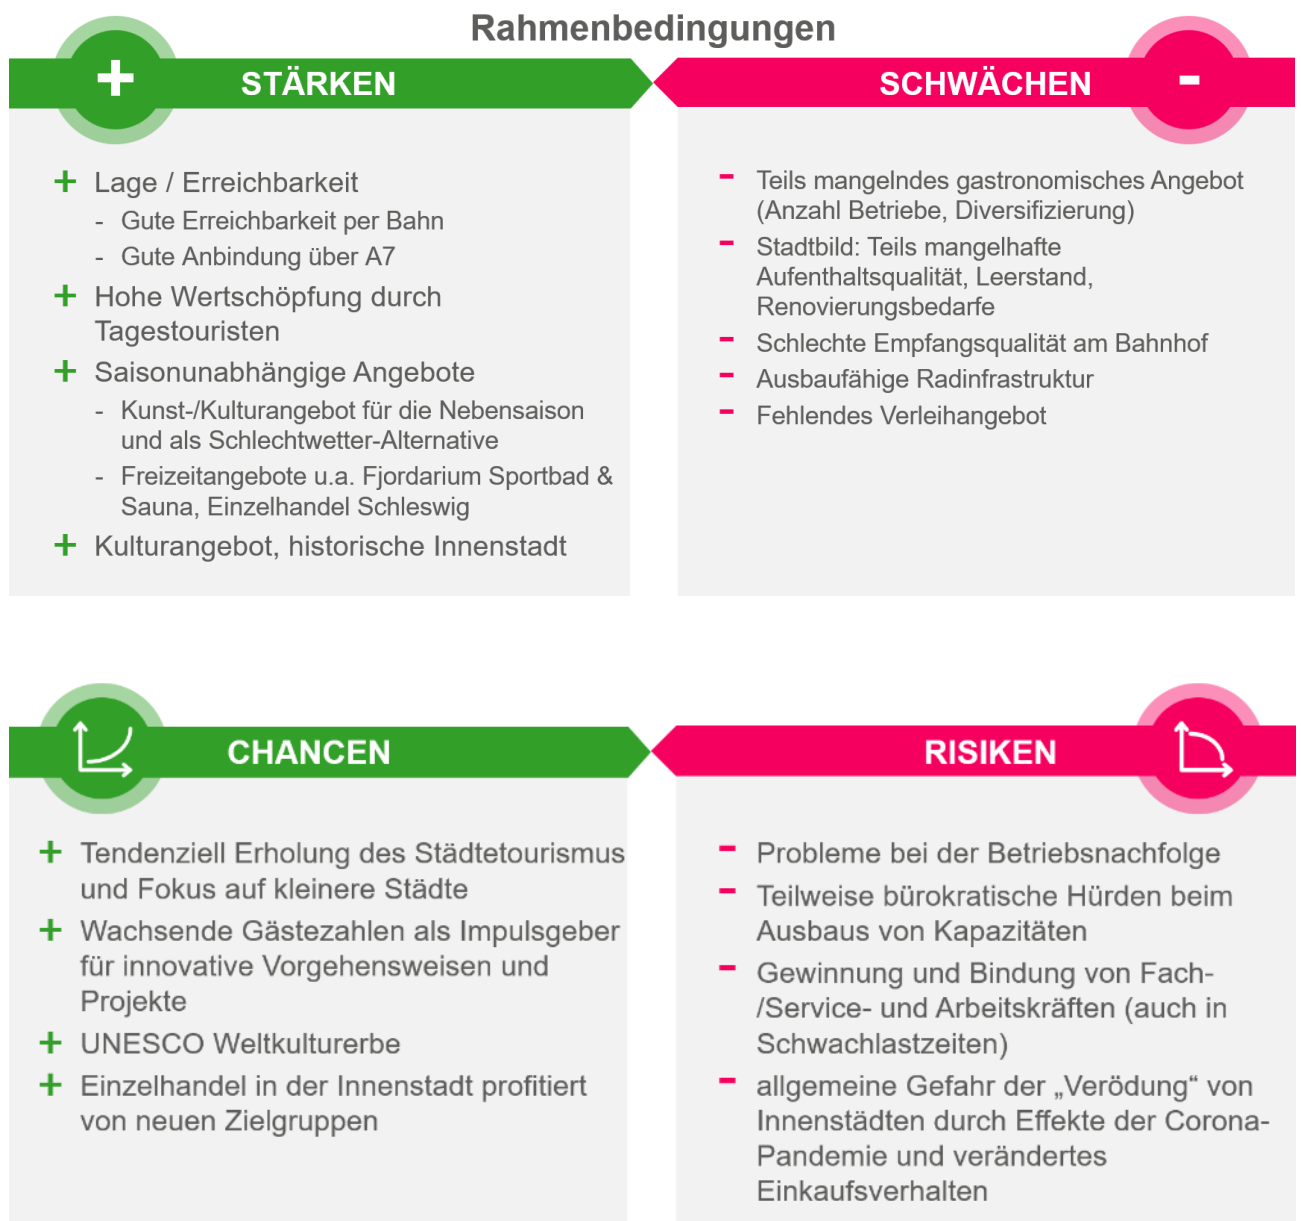 Rahmenbedingungen
+ STÄRKEN
+ Lage / Erreichbarkeit
- Gute Erreichbarkeit per Bahn
- Gute Anbindung über A7
+ Hohe Wertschöpfung durch
Tagestouristen
+ Saisonunabhängige Angebote
- Kunst-/Kulturangebot für die Nebensaison
und als Schlechtwetter-Alternative
- Freizeitangebote u.a. Fjordarium Sportbad &
Sauna, Einzelhandel Schleswig
+ Kulturangebot, historische Innenstadt
SCHWÄCHEN -
- Teils mangelndes gastronomisches Angebot
(Anzahl Betriebe, Diversifizierung)
- Stadtbild: Teils mangelhafte
Aufenthaltsqualität, Leerstand,
Renovierungsbedarfe
- Schlechte Empfangsqualität am Bahnhof
- Ausbaufähige Radinfrastruktur
- Fehlendes Verleihangebot
CHANCEN
+ Tendenziell Erholung des Städtetourismus
und Fokus auf kleinere Städte
+ Wachsende Gästezahlen als Impulsgeber
für innovative Vorgehensweisen und
Projekte
+ UNESCO Weltkulturerbe
+ Einzelhandel in der Innenstadt profitiert
von neuen Zielgruppen
RISIKEN
- Probleme bei der Betriebsnachfolge
- Teilweise bürokratische Hürden beim
Ausbaus von Kapazitäten
- Gewinnung und Bindung von Fach-
/Service- und Arbeitskräften (auch in
Schwachlastzeiten)
- allgemeine Gefahr der „Verödung“ von
Innenstädten durch Effekte der Corona-
Pandemie und verändertes
Einkaufsverhalten